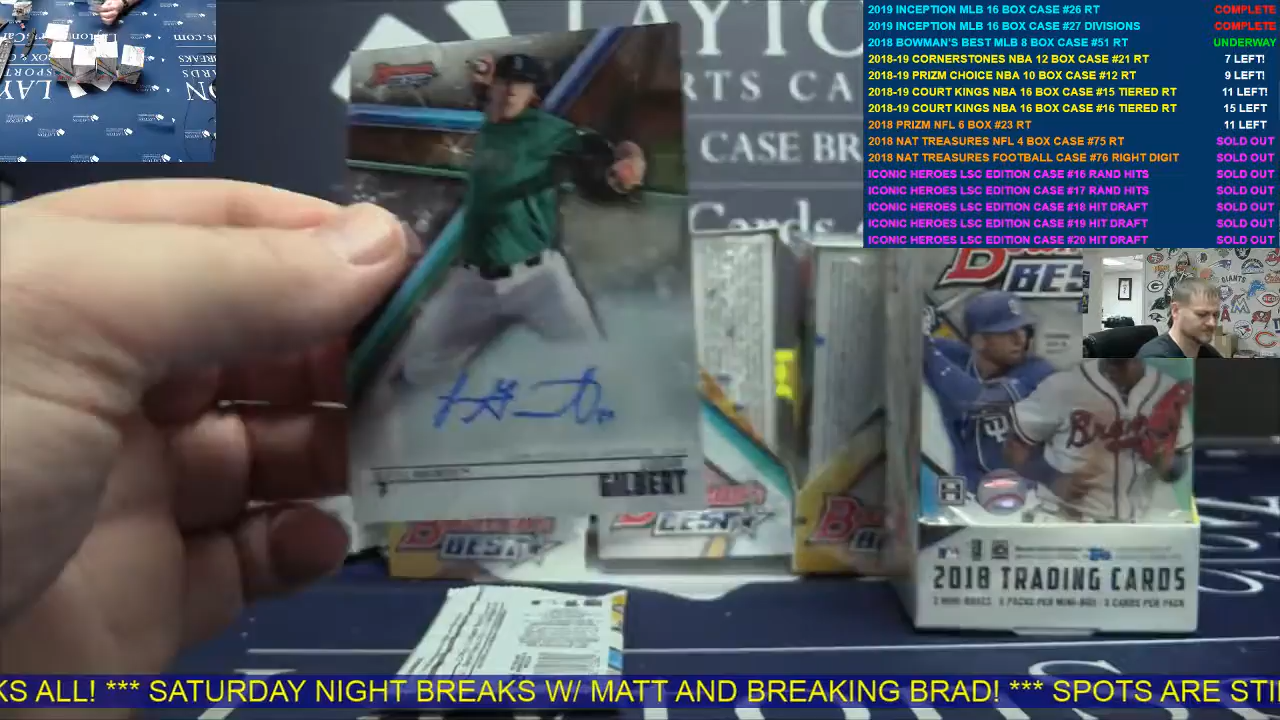 2019 INCEPTION MLB 16 BOX CASE #26 RT COMPLETE
2019 INCEPTION MLB 16 BOX CASE #27 DIVISIONS COMPLETE
2018 BOWMAN'S BEST MLB 8 BOX CASE #51 RT UNDERWAY
2018-19 CORNERSTONES NBA 12 BOX CASE #21 RT 7 LEFT!
2018-19 PRIZM CHOICE NBA 10 BOX CASE #12 RT 9 LEFT!
2018-19 COURT KINGS NBA 16 BOX CASE #15 TIERED RT 11 LEFT!
2018-19 COURT KINGS NBA 16 BOX CASE #16 TIERED RT 15 LEFT
2018 PRIZM NFL 6 BOX #23 RT 11 LEFT
2018 NAT TREASURES NFL 4 BOX CASE #75 RT SOLD OUT
2018 NAT TREASURES FOOTBALL CASE #76 RIGHT DIGIT SOLD OUT
ICONIC HEROES LSC EDITION CASE #16 RAND HITS SOLD OUT
ICONIC HEROES LSC EDITION CASE #17 RAND HITS SOLD OUT
ICONIC HEROES LSC EDITION CASE #18 HIT DRAFT SOLD OUT
ICONIC HEROES LSC EDITION CASE #19 HIT DRAFT SOLD OUT
ICONIC HEROES LSC EDITION CASE #20 HIT DRAFT SOLD OUT
LAYTO
RTS CA
CASE BR
Cards
GILBERT
BEST
BEST
BES
Braves
2018 TRADING CARDS
KS ALL! *** SATURDAY NIGHT BREAKS W/ MATT AND BREAKING BRAD! *** SPOTS ARE STI